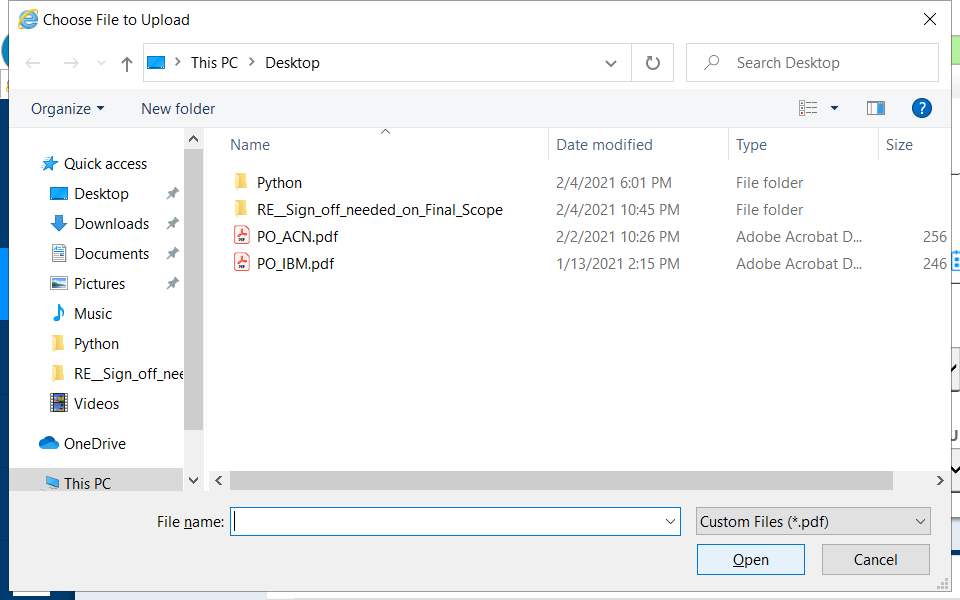 Choose File to Upload
This PC > Desktop
Search Desktop
Organize
New folder
?
Name
Date modified
Type
Size
Quick access
Desktop
Downloads
Documents
Pictures
Music
Python
RE__Sign_off_nee
Videos
OneDrive
This PC
Python 2/4/2021 6:01 PM File folder
RE__Sign_off_needed_on_Final_Scope 2/4/2021 10:45 PM File folder
PO_ACN.pdf 2/2/2021 10:26 PM Adobe Acrobat D... 256
PO_IBM.pdf 1/13/2021 2:15 PM Adobe Acrobat D... 246
File name:
Custom Files (*.pdf)
Open
Cancel